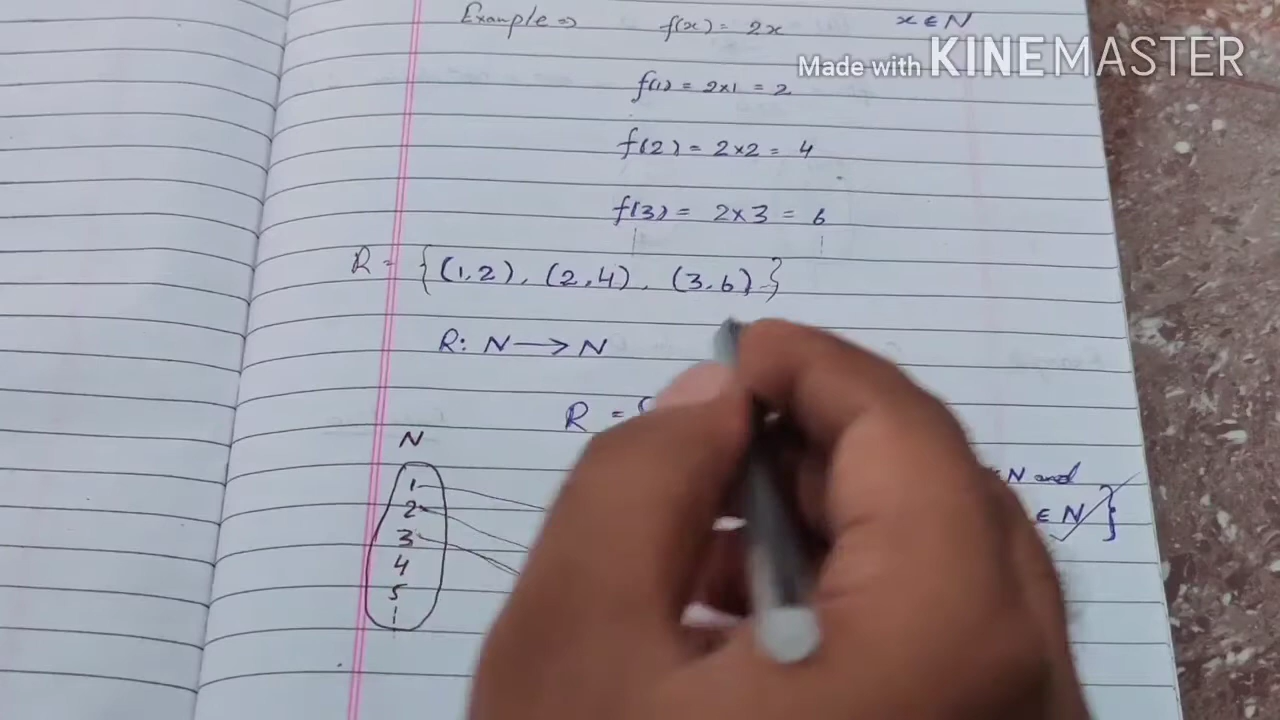 Example ⇒ f(x) = 2x x ∈ N
Made with KINEMASTER
f(1) = 2×1 = 2
f(2) = 2×2 = 4
f(3) = 2×3 = 6
R = {(1,2), (2,4), (3,6)}
R: N → N
R = {
N
∈ N and
∈ N }
1
2
3
4
5